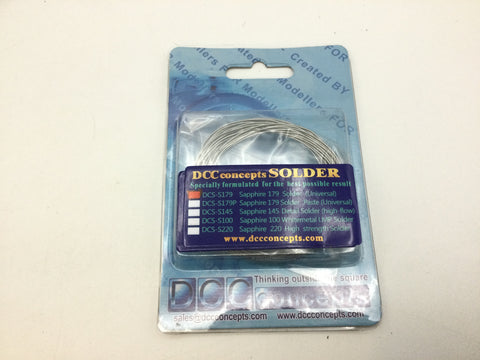 Created BY
Modellers FOR
Modellers
DCC concepts SOLDER
Specially formulated for the best possible result
DCS-S179 Sapphire 179 Solder (Universal)
DCS-S179P Sapphire 179 Solder Paste (Universal)
DCS-S145 Sapphire 145 Detail Solder (high-flow)
DCS-S100 Sapphire 100 Whitemetal LMP Solder
DCS-S220 Sapphire 220 High strength Solder
www.dccconcepts.com
Thinking outside the square
DCC concepts
sales@dccconcepts.com www.dccconcepts.com